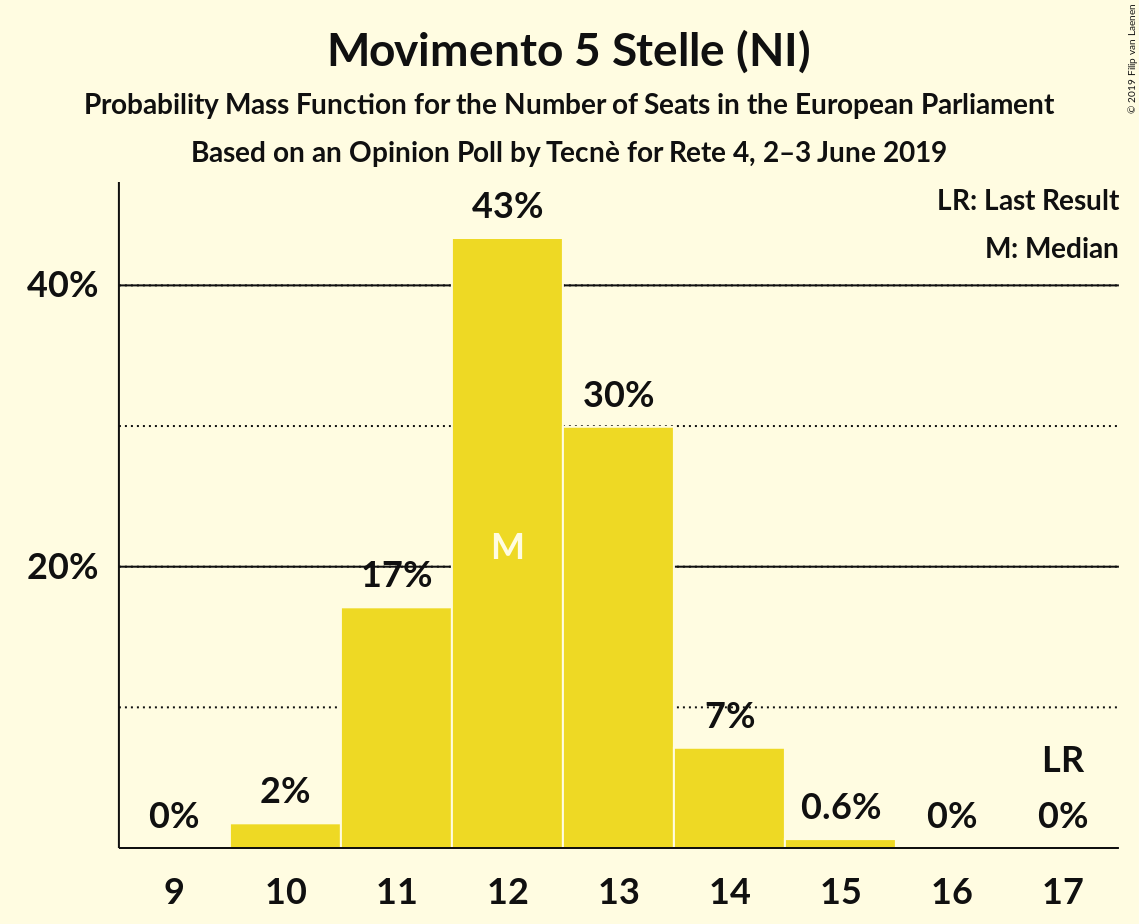 Movimento 5 Stelle (NI)
Probability Mass Function for the Number of Seats in the European Parliament
Based on an Opinion Poll by Tecnè for Rete 4, 2–3 June 2019
© 2019 Filip van Laenen
LR: Last Result
M: Median
43%
40%
30%
M
20%
17%
7%
LR
0%
2%
0.6%
0%
0%
9 10 11 12 13 14 15 16 17